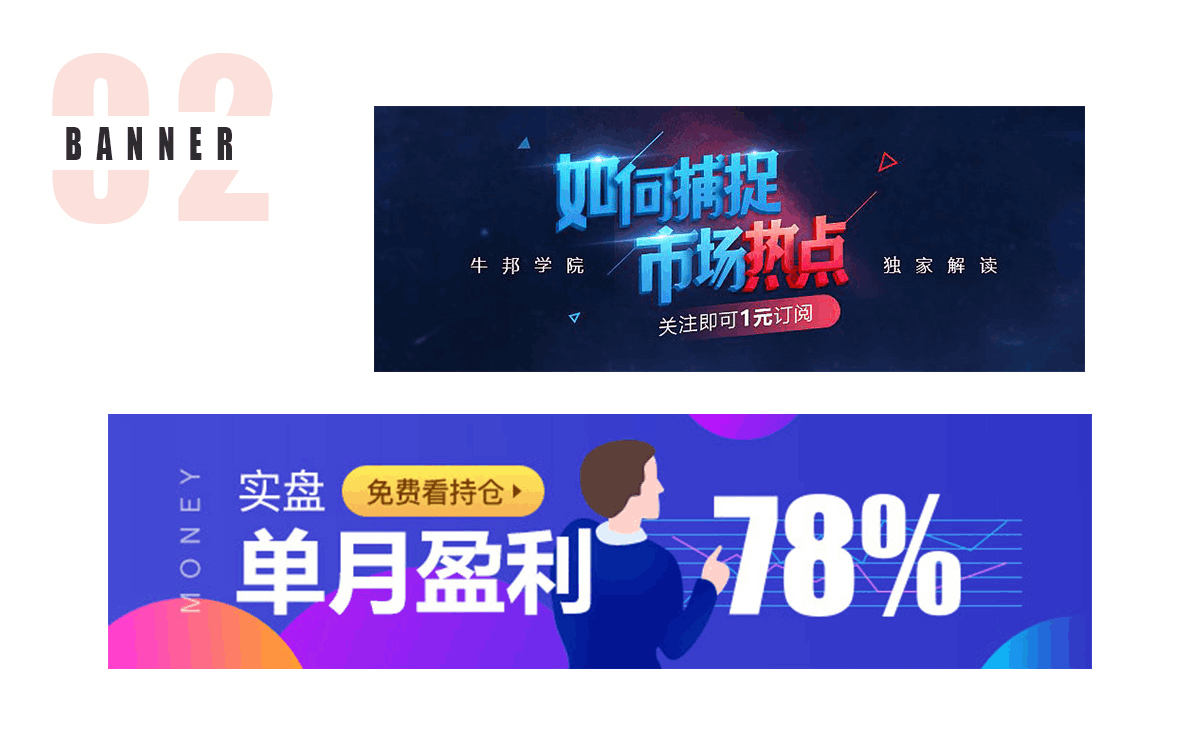 02
BANNER
如何捕捉
市场热点
牛邦学院
独家解读
关注即可1元订阅
MONEY
实盘
免费看持仓
单月盈利
78%